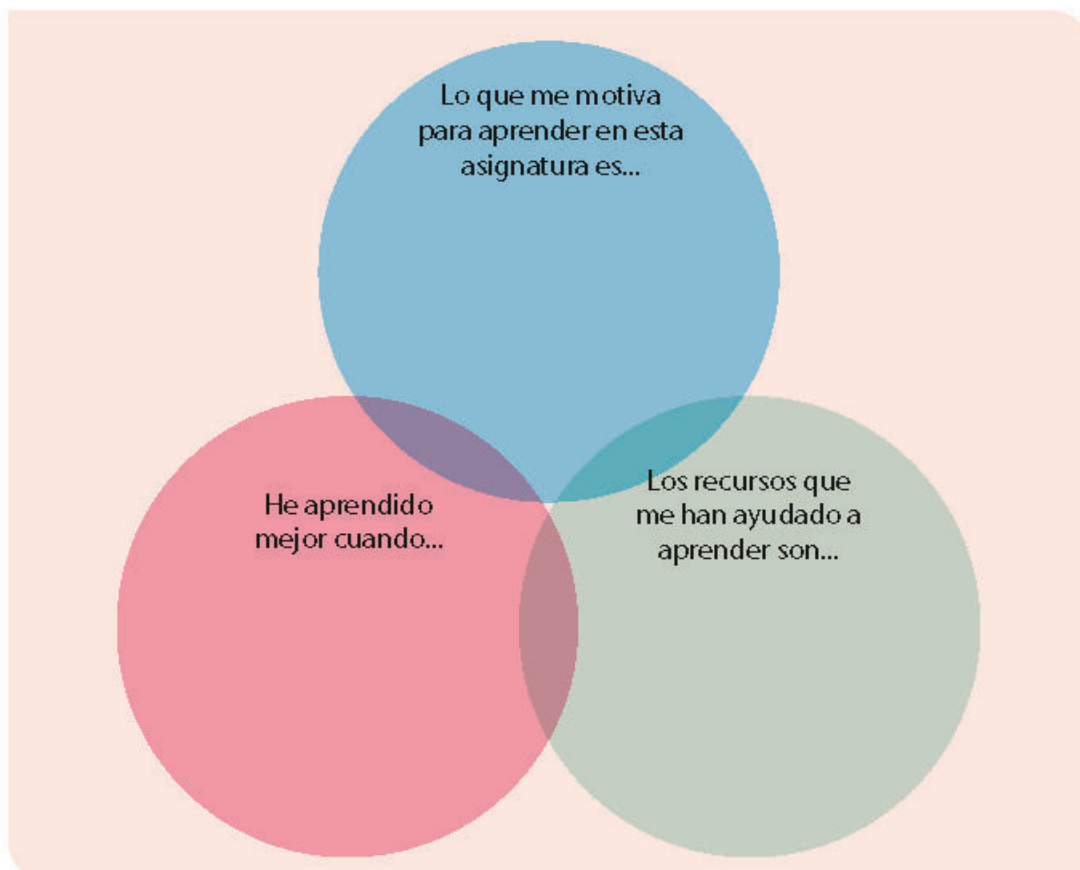 Lo que me motiva
para aprender en esta
asignatura es...
He aprendido
mejor cuando...
Los recursos que
me han ayudado a
aprender son...